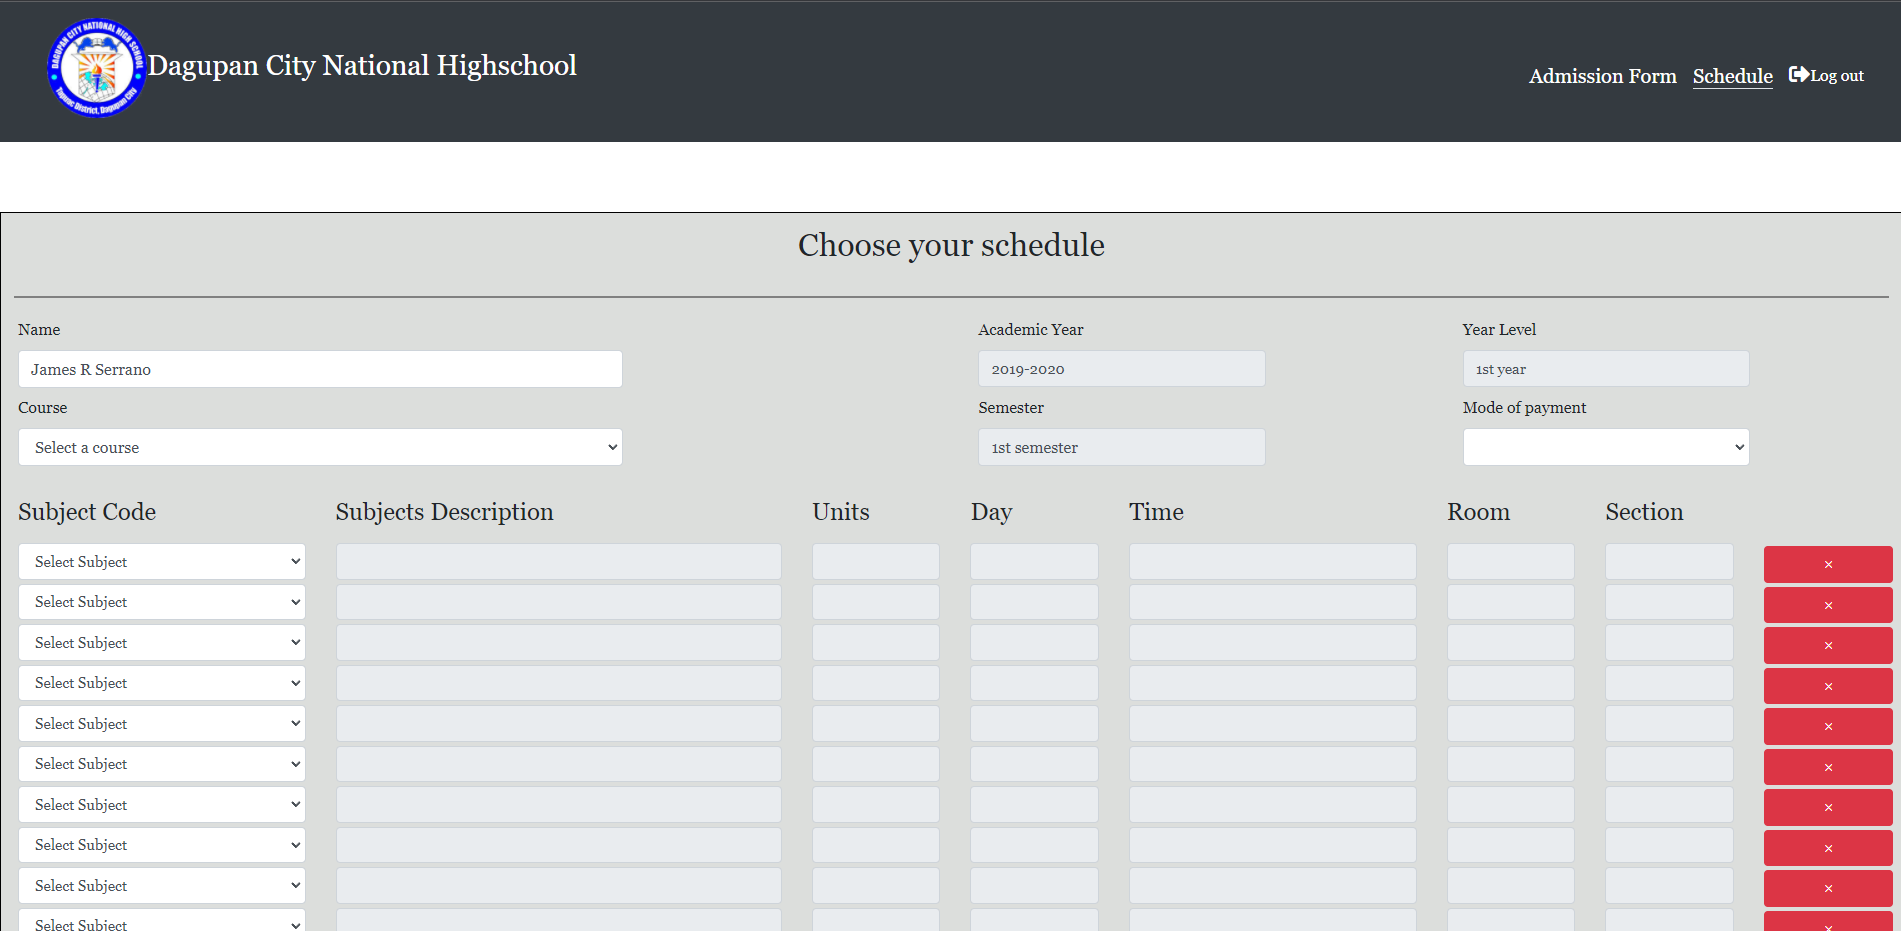 DAGUPAN CITY NATIONAL HIGH SCHOOL
Tapuac District, Dagupan City
Dagupan City National Highschool
Admission Form Schedule Log out
Choose your schedule
Name Academic Year Year Level
James R Serrano 2019-2020 1st year
Course Semester Mode of payment
Select a course 1st semester
Subject Code Subjects Description Units Day Time Room Section
Select Subject ×
Select Subject ×
Select Subject ×
Select Subject ×
Select Subject ×
Select Subject ×
Select Subject ×
Select Subject ×
Select Subject ×
Select Subject ×